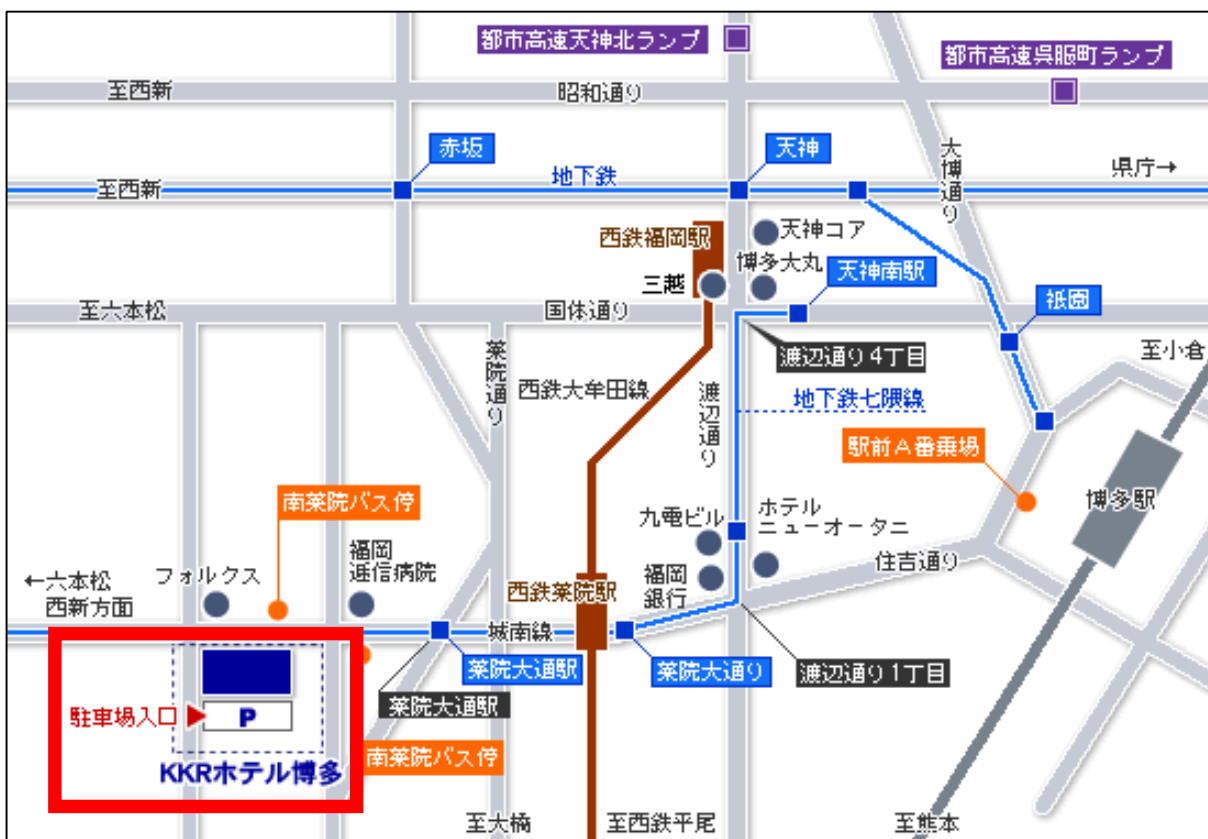 都市高速天神北ランプ
都市高速呉服町ランプ
至西新
昭和通り
赤坂
天神
大博通り
県庁→
至西新
地下鉄
西鉄福岡駅
天神コア
博多大丸
三越
天神南駅
至六本松
国体通り
祇園
薬院通り
渡辺通り4丁目
至小倉
西鉄大牟田線
渡辺通り
地下鉄七隈線
駅前A番乗場
博多駅
南薬院バス停
九電ビル
ホテル
ニューオータニ
福岡
逓信病院
住吉通り
←六本松
西新方面
フォルクス
西鉄薬院駅
福岡
銀行
城南線
薬院大通駅
薬院大通り
渡辺通り1丁目
薬院大通駅
駐車場入口
P
南薬院バス停
KKRホテル博多
至大橋
至西鉄平尾
至熊本